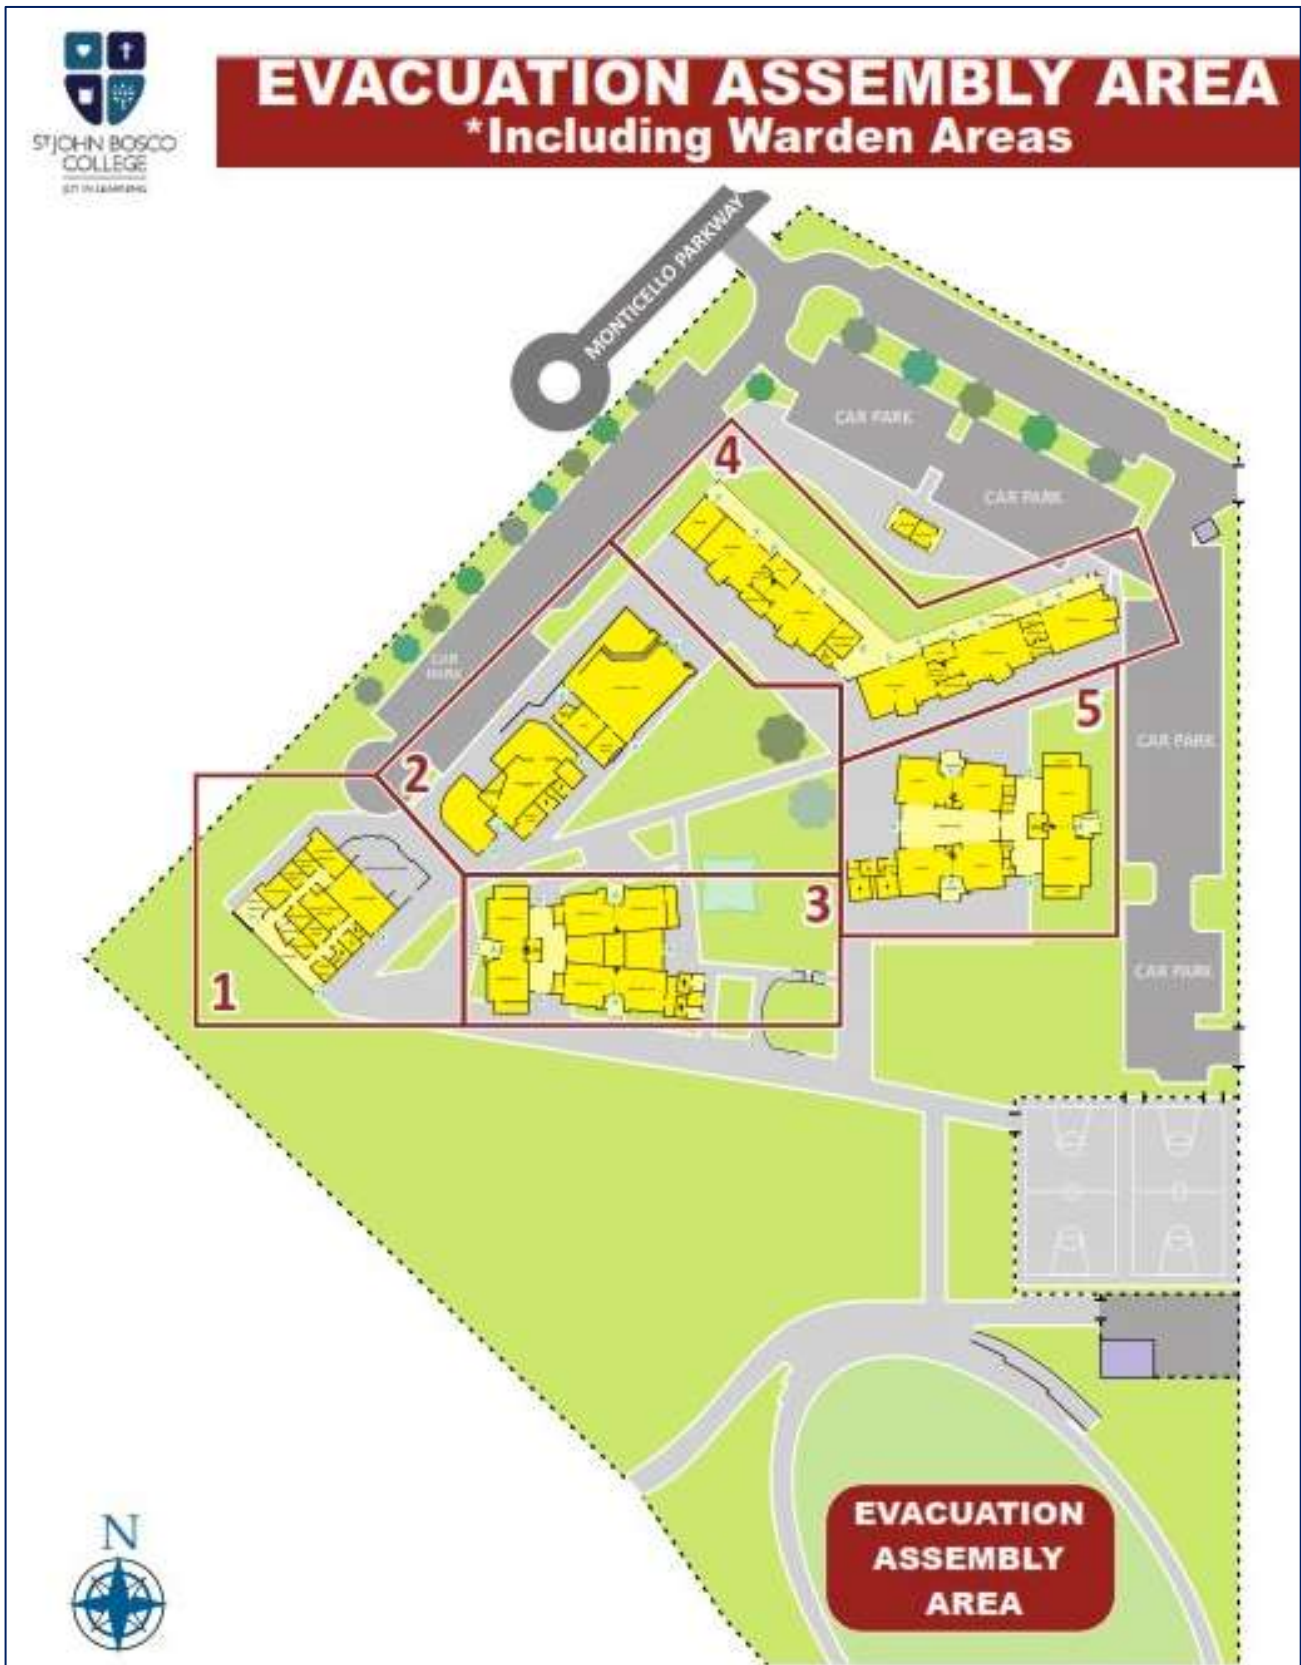 EVACUATION ASSEMBLY AREA
*Including Warden Areas
ST JOHN BOSCO
COLLEGE
MONTICELLO PARKWAY
CAR PARK
4
CAR PARK
CAR
PARK
5
CAR PARK
2
3
1
CAR PARK
EVACUATION
ASSEMBLY
AREA
N